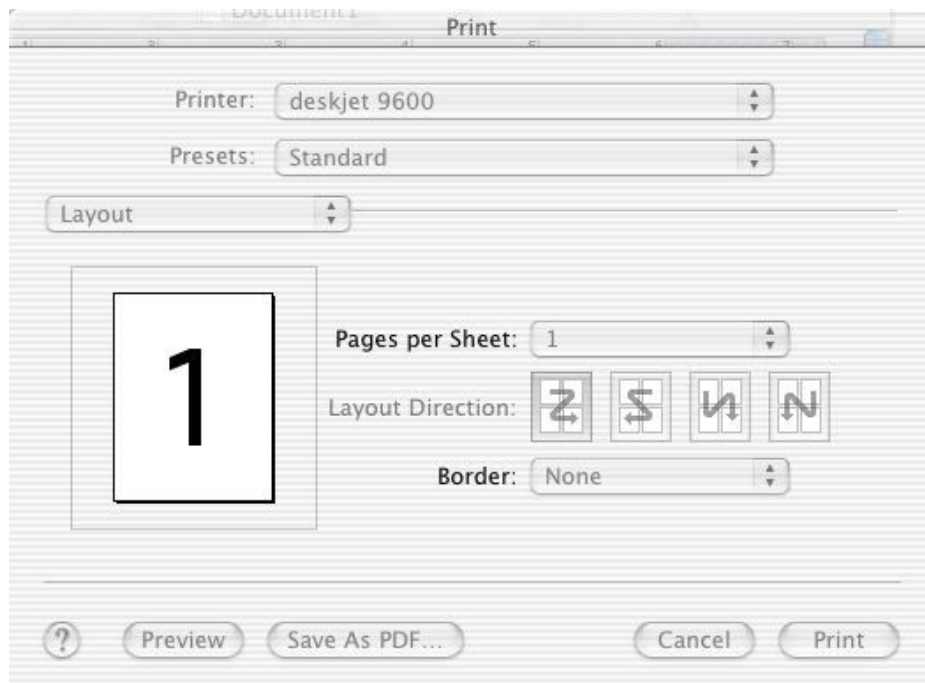 Document1
Print
Printer: deskjet 9600
Presets: Standard
Layout
1
Pages per Sheet: 1
Layout Direction:
Border: None
? Preview Save As PDF... Cancel Print